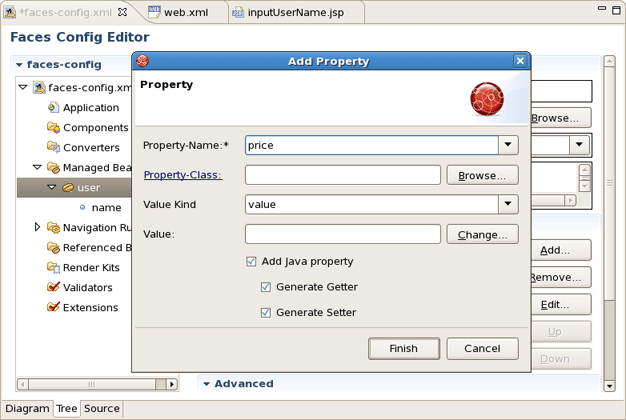 *faces-config.xml web.xml inputUserName.jsp
Faces Config Editor
faces-config
Add Property
Property
Property-Name:* price
Property-Class: Browse...
Value Kind value
Value: Change...
Add Java property
Generate Getter
Generate Setter
Finish Cancel
faces-config.xm
Application
Components
Converters
Managed Bea
user
name
Navigation Ru
Referenced B
Render Kits
Validators
Extensions
Browse...
Add...
Remove...
Edit...
Up
Down
Advanced
Diagram Tree Source